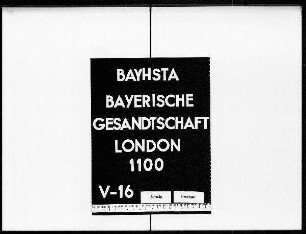 BAYHSTA
BAYERISCHE
GESANDTSCHAFT
LONDON
1100
V-16